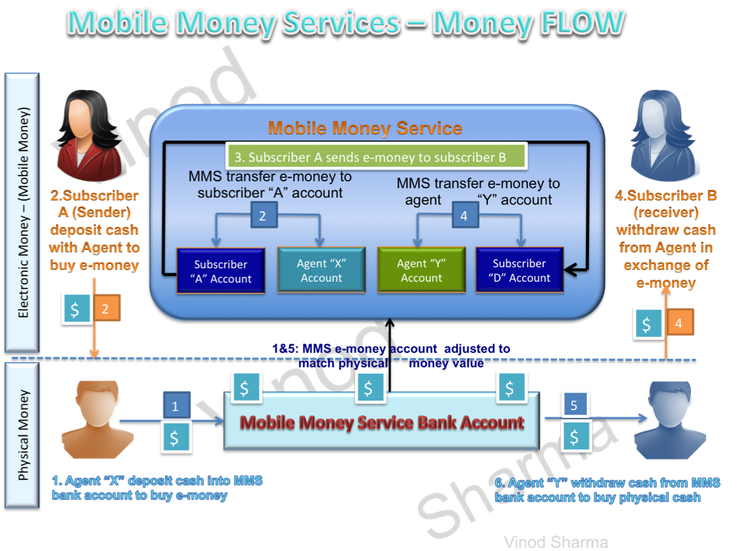 Mobile Money Services – Money FLOW
Electronic Money – (Mobile Money)
Physical Money
2.Subscriber
A (Sender)
deposit cash
with Agent to
buy e-money
$
2
Mobile Money Service
3. Subscriber A sends e-money to subscriber B
MMS transfer e-money to
subscriber “A” account
2
MMS transfer e-money to
agent “Y” account
4
Subscriber
“A” Account
Agent “X”
Account
Agent “Y”
Account
Subscriber
“D” Account
4.Subscriber B
(receiver)
withdraw cash
from Agent in
exchange of
e-money
$
4
1&5: MMS e-money account adjusted to
match physical money value
1
$
$
$
$
Mobile Money Service Bank Account
5
$
1. Agent “X” deposit cash into MMS
bank account to buy e-money
6. Agent “Y” withdraw cash from MMS
bank account to buy physical cash
Vinod
Vinod
Sharma
Vinod Sharma